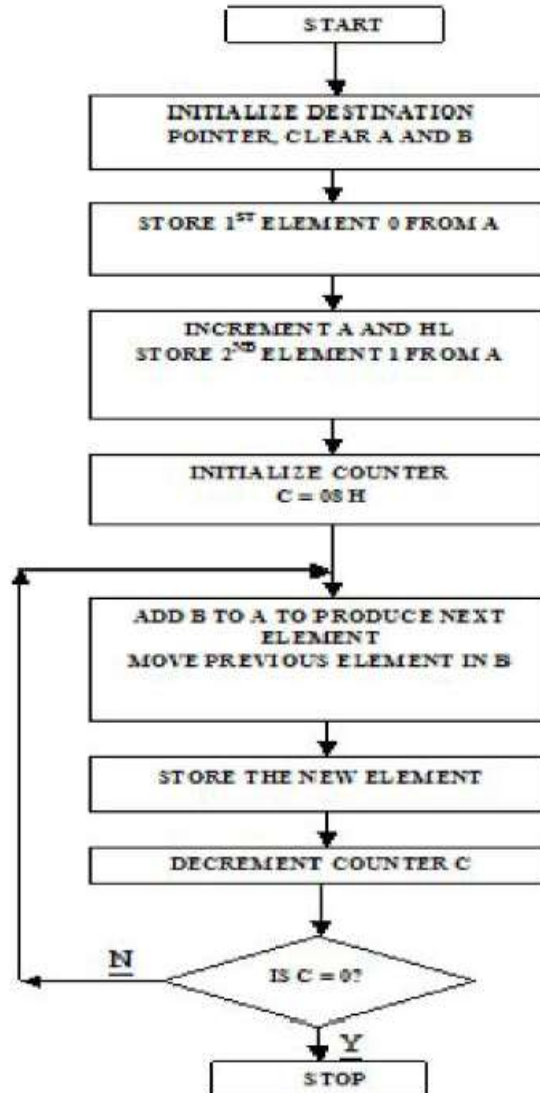 START
INITIALIZE DESTINATION
POINTER, CLEAR A AND B
STORE 1ST ELEMENT 0 FROM A
INCREMENT A AND HL
STORE 2ND ELEMENT 1 FROM A
INITIALIZE COUNTER
C = 08 H
ADD B TO A TO PRODUCE NEXT
ELEMENT
MOVE PREVIOUS ELEMENT IN B
STORE THE NEW ELEMENT
DECREMENT COUNTER C
IS C = 0?
N
Y
STOP